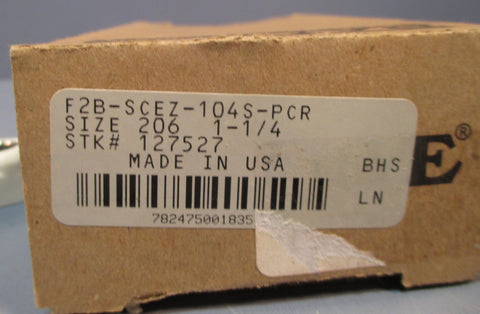 F2B-SCEZ-104S-PCR
SIZE 206 1-1/4
STK# 127527
MADE IN USA
BHS
LN
782475001835
E®